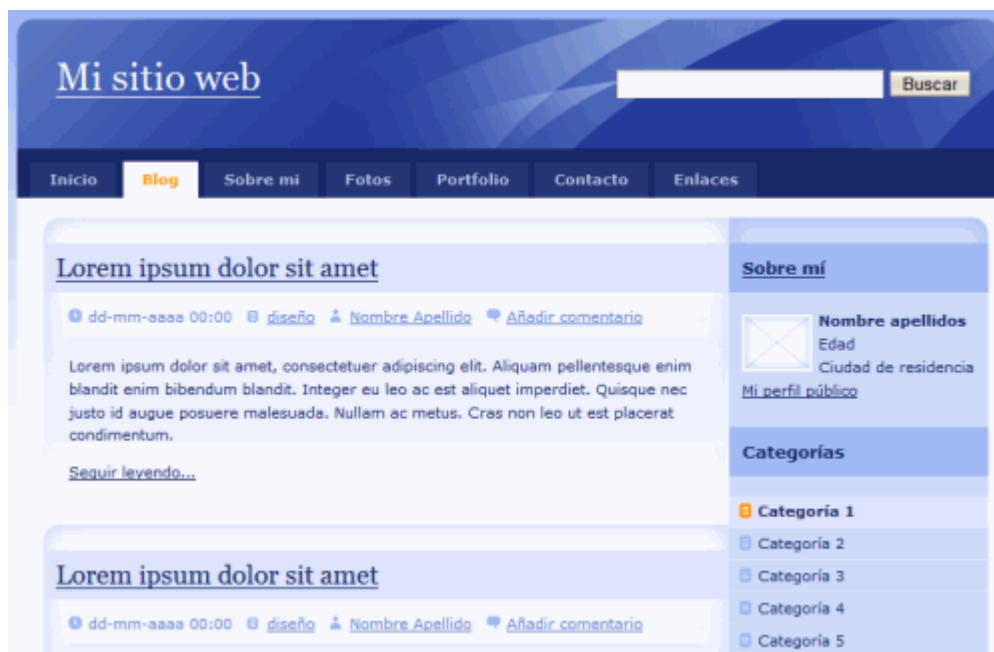 Mi sitio web
Buscar
Inicio Blog Sobre mi Fotos Portfolio Contacto Enlaces
Lorem ipsum dolor sit amet
dd-mm-aaaa 00:00 diseño Nombre Apellido Añadir comentario
Lorem ipsum dolor sit amet, consectetuer adipiscing elit. Aliquam pellentesque enim
blandit enim bibendum blandit. Integer eu leo ac est aliquet imperdiet. Quisque nec
justo id augue posuere malesuada. Nullam ac metus. Cras non leo ut est placerat
condimentum.
Seguir leyendo...
Lorem ipsum dolor sit amet
dd-mm-aaaa 00:00 diseño Nombre Apellido Añadir comentario
Sobre mí
Nombre apellidos
Edad
Ciudad de residencia
Mi perfil público
Categorías
Categoría 1
Categoría 2
Categoría 3
Categoría 4
Categoría 5